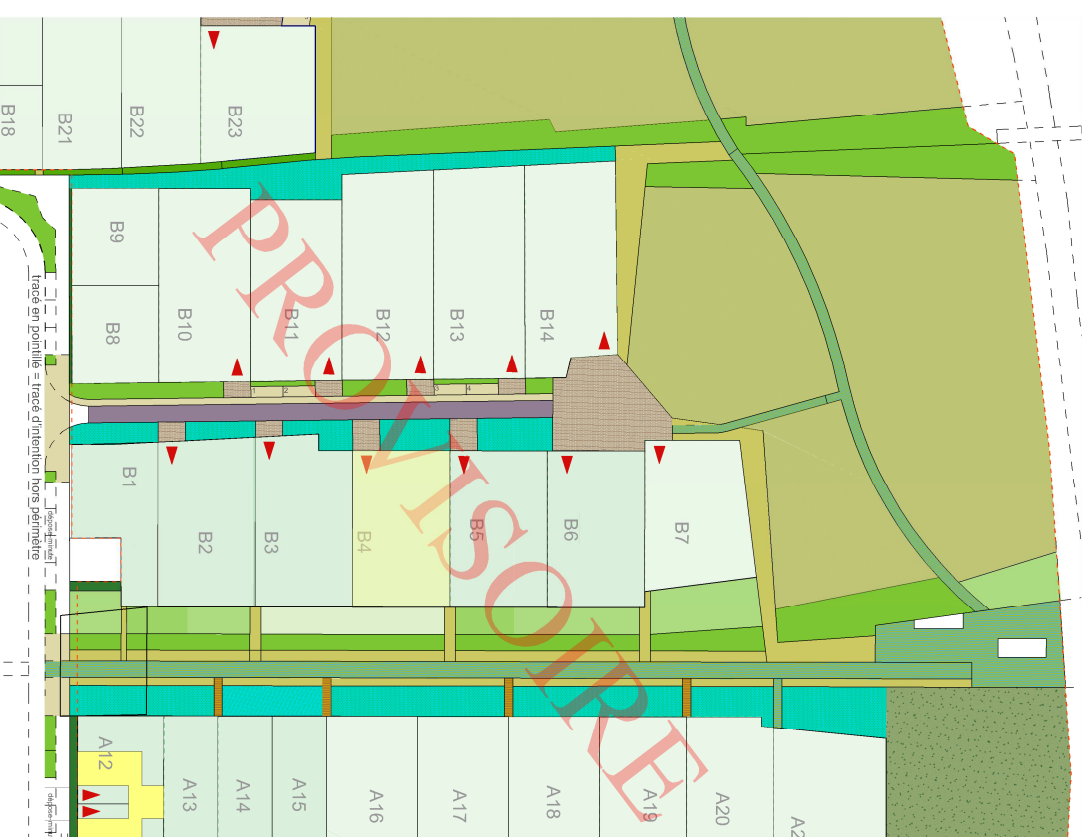 B18
B21
B22
B23
B9
B8
B10
B11
B12
B13
B14
1
2
3
4
tracé en pointillé = tracé d'intention hors périmètre
PROVISOIRE
B1
B2
B3
B4
B5
B6
B7
dépose-minute
A12
A13
A14
A15
A16
A17
A18
A19
A20